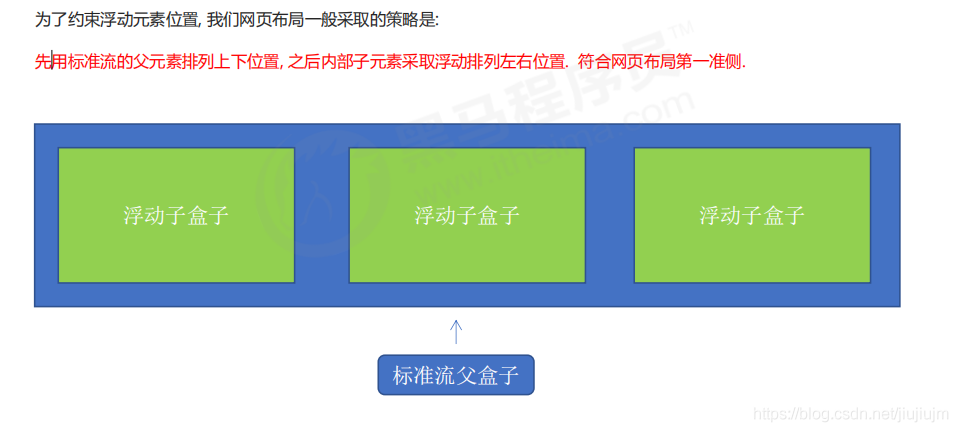 为了约束浮动元素位置, 我们网页布局一般采取的策略是:
先用标准流的父元素排列上下位置, 之后内部子元素采取浮动排列左右位置. 符合网页布局第一准侧.
黑马程序员™
www.itheima.com
浮动子盒子 浮动子盒子 浮动子盒子
标准流父盒子
https://blog.csdn.net/jiujiujm